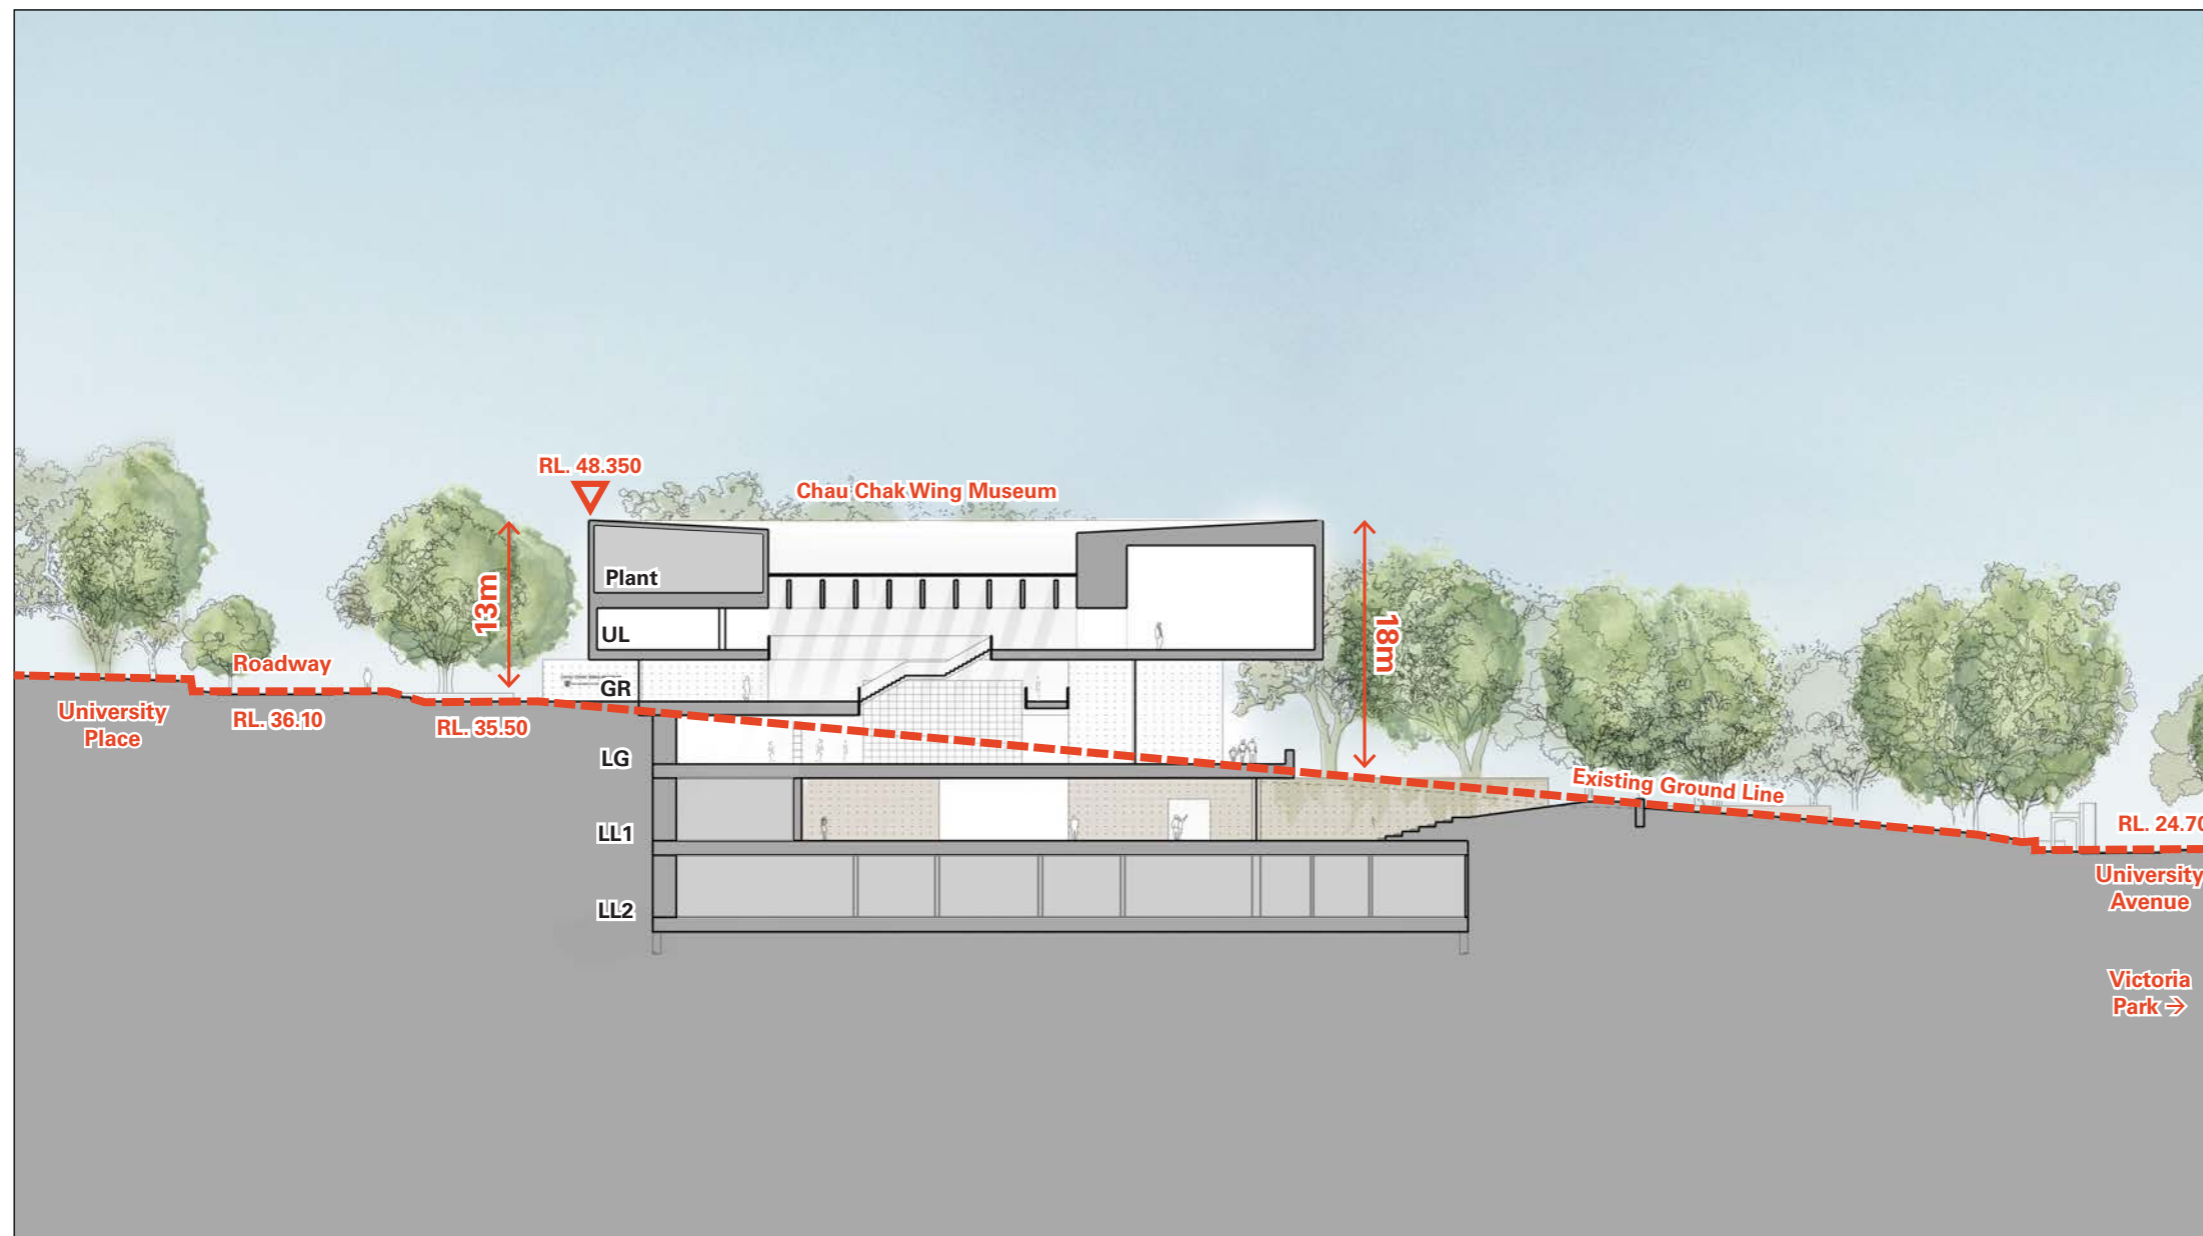 RL. 48.350
Chau Chak Wing Museum
13m
18m
Plant
UL
GR
LG
LL1
LL2
Roadway
University
Place
RL. 36.10
RL. 35.50
Existing Ground Line
RL. 24.70
University
Avenue
Victoria
Park →